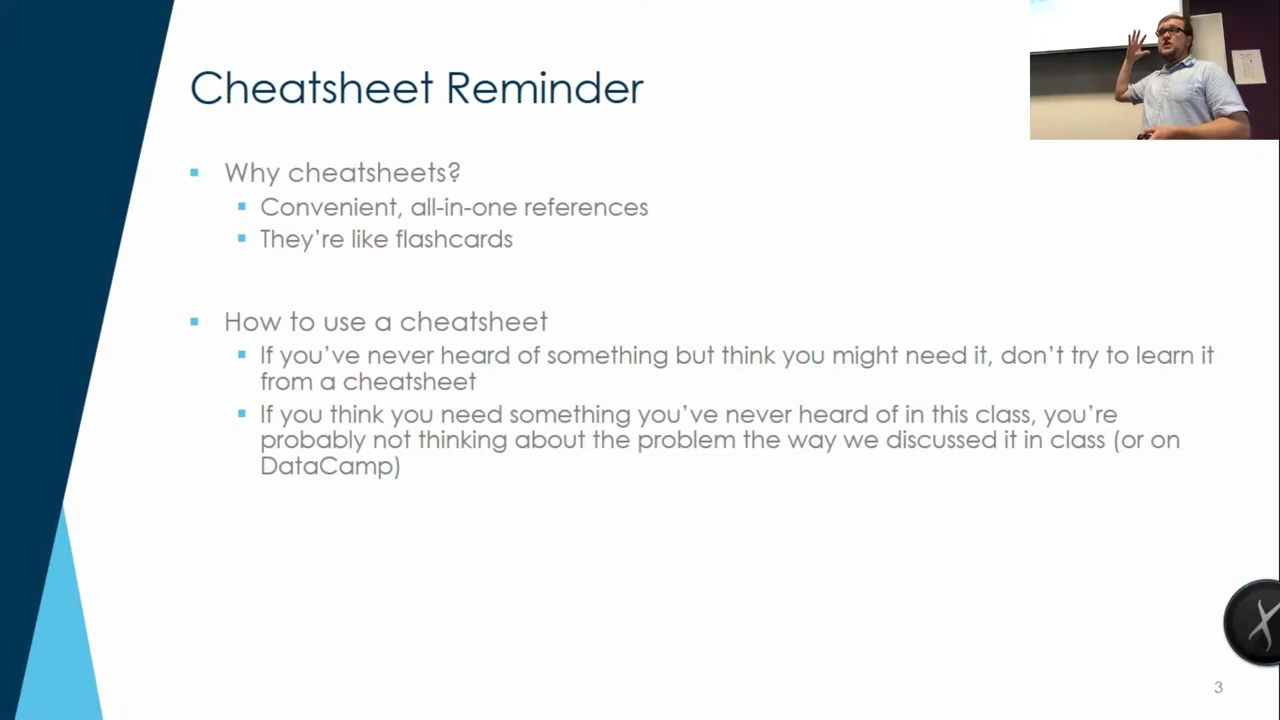 Cheatsheet Reminder
Why cheatsheets?
Convenient, all-in-one references
They're like flashcards
How to use a cheatsheet
If you've never heard of something but think you might need it, don't try to learn it
from a cheatsheet
If you think you need something you've never heard of in this class, you're
probably not thinking about the problem the way we discussed it in class (or on
DataCamp)
3